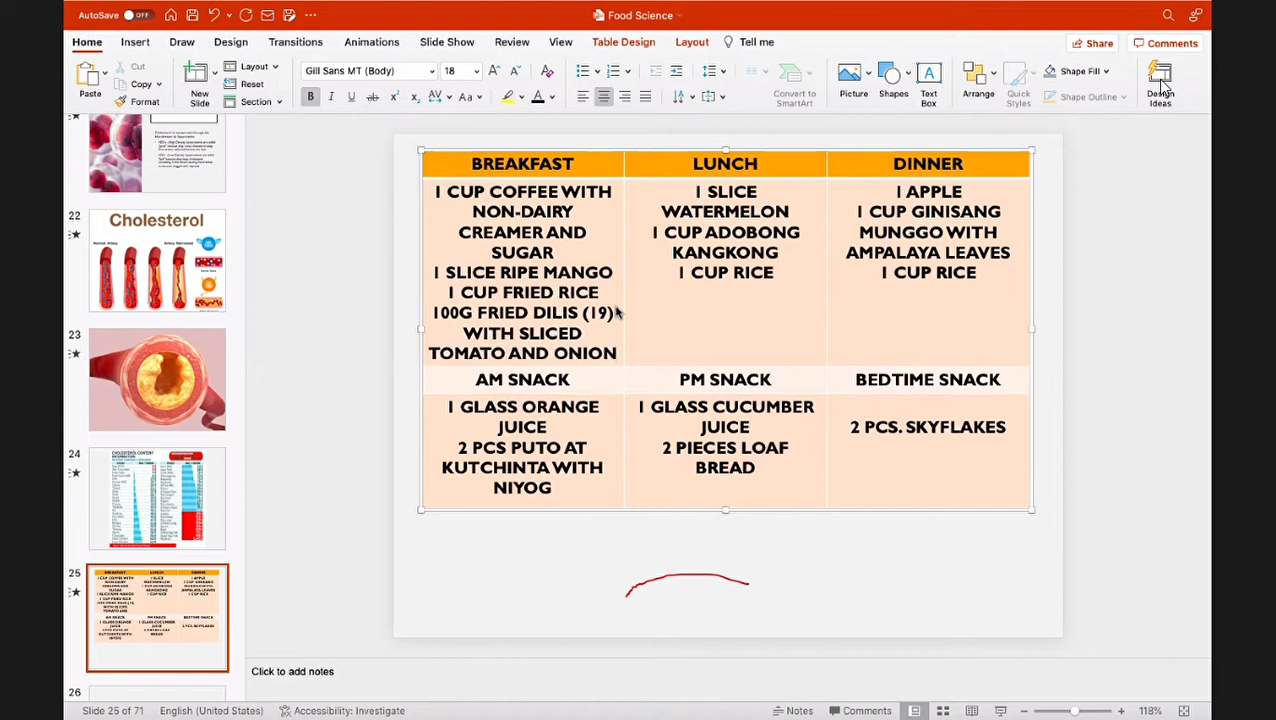 AutoSave OFF
Food Science
Home Insert Draw Design Transitions Animations Slide Show Review View Table Design Layout Tell me
Share Comments
Paste
Cut
Copy
Format
New Slide
Layout
Reset
Section
Gill Sans MT (Body) 18
B I U ab x² x₂ AV Aa
Convert to SmartArt
Picture
Shapes
Text Box
Arrange
Quick Styles
Shape Fill
Shape Outline
Design Ideas
22
Cholesterol
23
24
25
26
BREAKFAST LUNCH DINNER
1 CUP COFFEE WITH
NON-DAIRY
CREAMER AND
SUGAR
1 SLICE RIPE MANGO
1 CUP FRIED RICE
100G FRIED DILIS (19)
WITH SLICED
TOMATO AND ONION
1 SLICE
WATERMELON
1 CUP ADOBONG
KANGKONG
1 CUP RICE
1 APPLE
1 CUP GINISANG
MUNGGO WITH
AMPALAYA LEAVES
1 CUP RICE
AM SNACK PM SNACK BEDTIME SNACK
1 GLASS ORANGE
JUICE
2 PCS PUTO AT
KUTCHINTA WITH
NIYOG
1 GLASS CUCUMBER
JUICE
2 PIECES LOAF
BREAD
2 PCS. SKYFLAKES
Click to add notes
Slide 25 of 71 English (United States) Accessibility: Investigate Notes Comments 118%